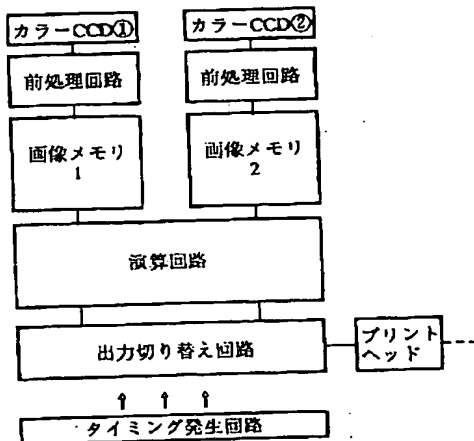 カラーCCD①
カラーCCD②
前処理回路
前処理回路
画像メモリ
1
画像メモリ
2
演算回路
出力切り替え回路
プリント
ヘッド
タイミング発生回路